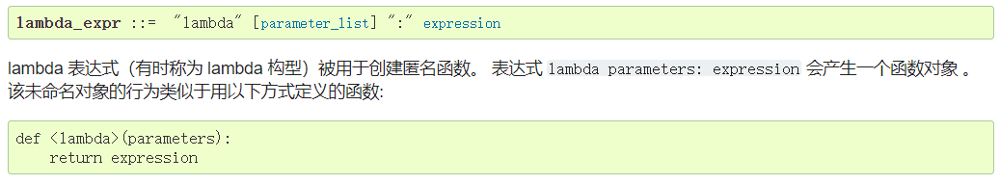 lambda_expr ::=  "lambda" [parameter_list] ":" expression
lambda 表达式（有时称为 lambda 构型）被用于创建匿名函数。 表达式 lambda parameters: expression 会产生一个函数对象 。
该未命名对象的行为类似于用以下方式定义的函数:
def <lambda>(parameters):
    return expression